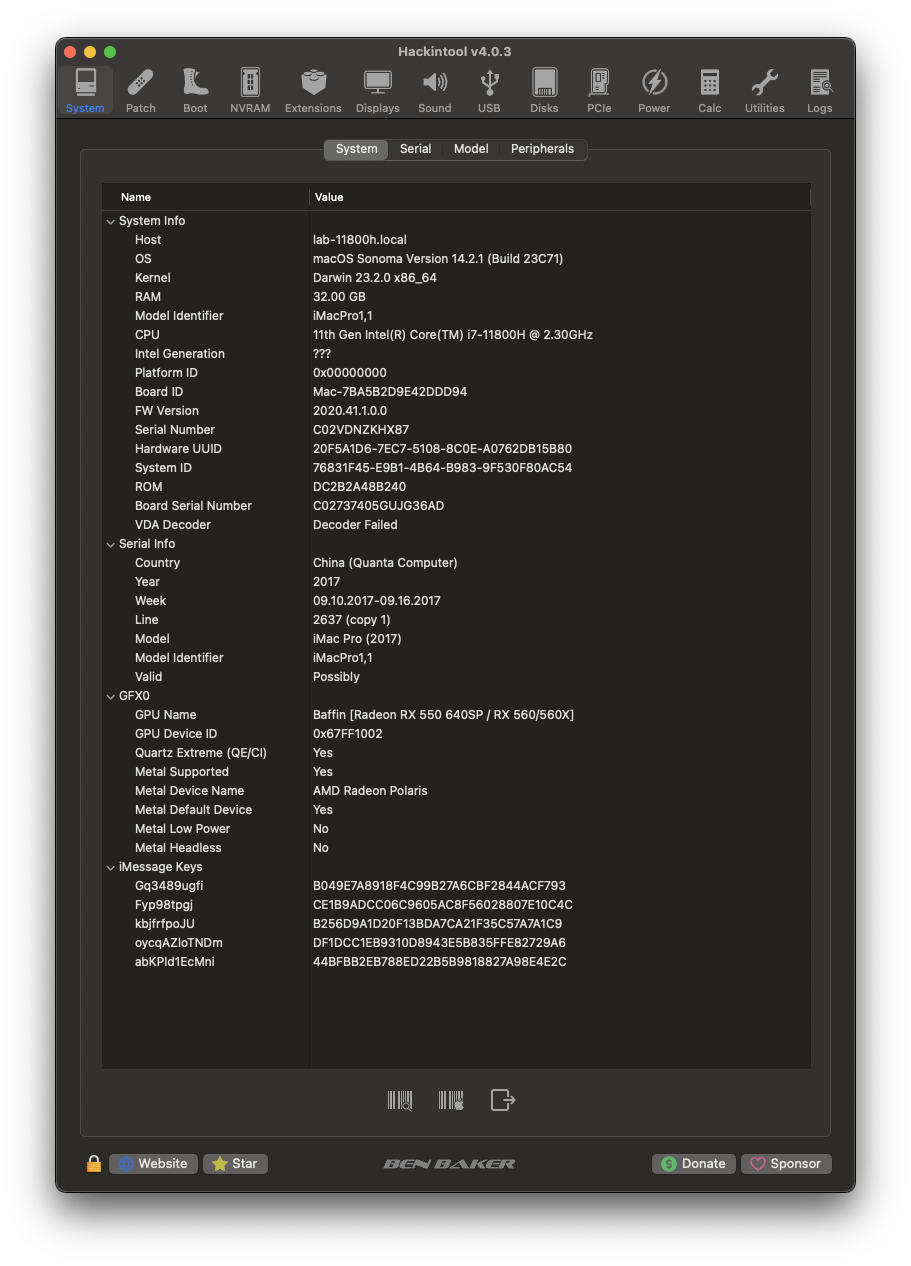 Hackintool v4.0.3
System Patch Boot NVRAM Extensions Displays Sound USB Disks PCIe Power Calc Utilities Logs
System Serial Model Peripherals
Name Value
System Info
Host lab-11800h.local
OS macOS Sonoma Version 14.2.1 (Build 23C71)
Kernel Darwin 23.2.0 x86_64
RAM 32.00 GB
Model Identifier iMacPro1,1
CPU 11th Gen Intel(R) Core(TM) i7-11800H @ 2.30GHz
Intel Generation ???
Platform ID 0x00000000
Board ID Mac-7BA5B2D9E42DDD94
FW Version 2020.41.1.0.0
Serial Number C02VDNZKHX87
Hardware UUID 20F5A1D6-7EC7-5108-8C0E-A0762DB15B80
System ID 76831F45-E9B1-4B64-B983-9F530F80AC54
ROM DC2B2A48B240
Board Serial Number C02737405GUJG36AD
VDA Decoder Decoder Failed
Serial Info
Country China (Quanta Computer)
Year 2017
Week 09.10.2017-09.16.2017
Line 2637 (copy 1)
Model iMac Pro (2017)
Model Identifier iMacPro1,1
Valid Possibly
GFX0
GPU Name Baffin [Radeon RX 550 640SP / RX 560/560X]
GPU Device ID 0x67FF1002
Quartz Extreme (QE/CI) Yes
Metal Supported Yes
Metal Device Name AMD Radeon Polaris
Metal Default Device Yes
Metal Low Power No
Metal Headless No
iMessage Keys
Gq3489ugfi B049E7A8918F4C99B27A6CBF2844ACF793
Fyp98tpgj CE1B9ADCC06C9605AC8F56028807E10C4C
kbjfrfpoJU B256D9A1D20F13BDA7CA21F35C57A7A1C9
oycqAZloTNDm DF1DCC1EB9310D8943E5B835FFE82729A6
abKPld1EcMni 44BFBB2EB788ED22B5B9818827A98E4E2C
Website Star BEN BAKER Donate Sponsor